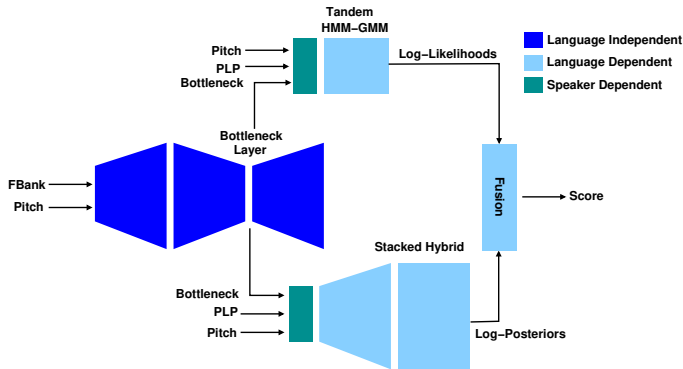 Tandem
HMM−GMM
Pitch
PLP
Bottleneck
Log−Likelihoods
Language Independent
Language Dependent
Speaker Dependent
Bottleneck
Layer
FBank
Pitch
Fusion
Score
Stacked Hybrid
Bottleneck
PLP
Pitch
Log−Posteriors